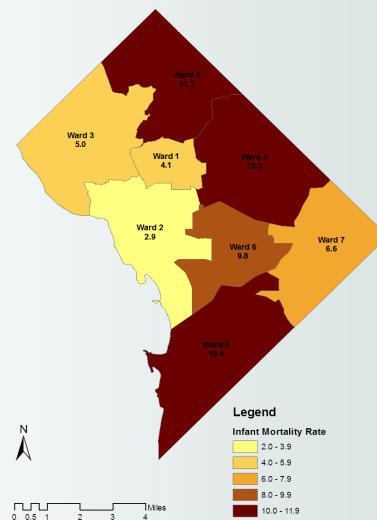 Ward 4
11.3
Ward 3
5.0
Ward 1
4.1
Ward 5
10.3
Ward 2
2.9
Ward 6
9.8
Ward 7
6.6
Ward 8
10.4
Legend
Infant Mortality Rate
2.0 - 3.9
4.0 - 5.9
6.0 - 7.9
8.0 - 9.9
10.0 - 11.9
N
Miles
0 0.5 1 2 3 4